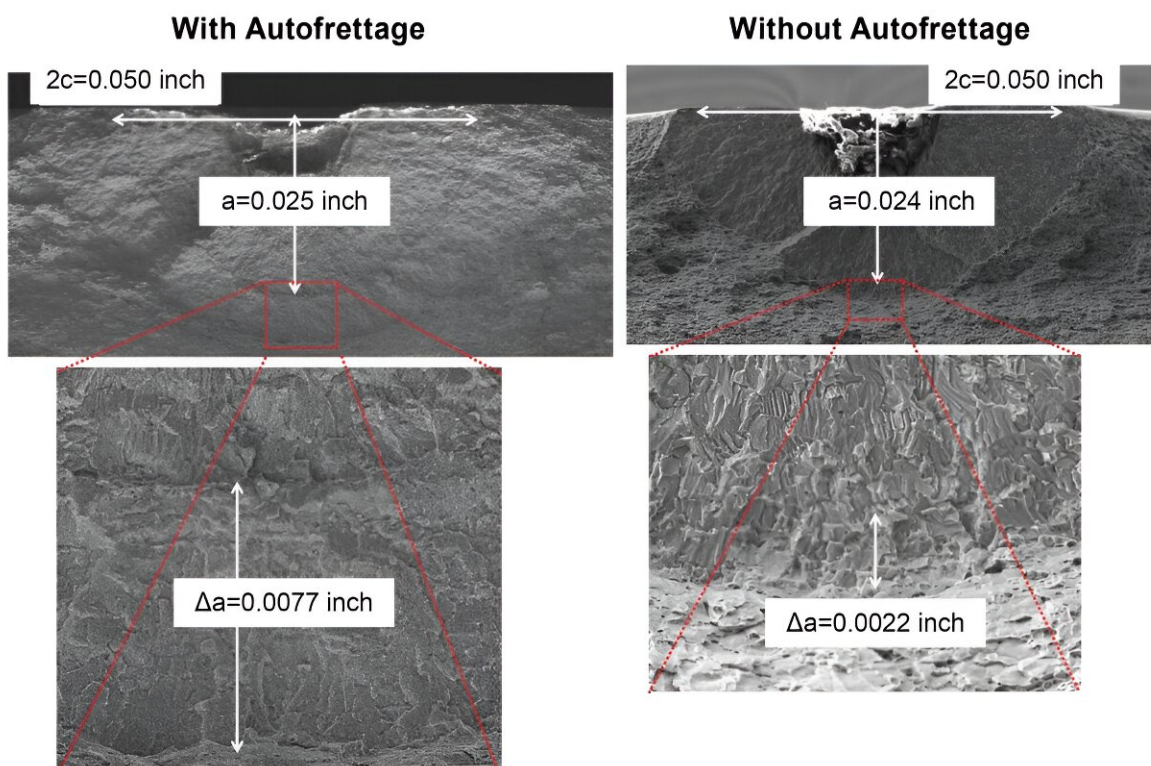 With Autofrettage
2c=0.050 inch
a=0.025 inch
Δa=0.0077 inch
Without Autofrettage
2c=0.050 inch
a=0.024 inch
Δa=0.0022 inch